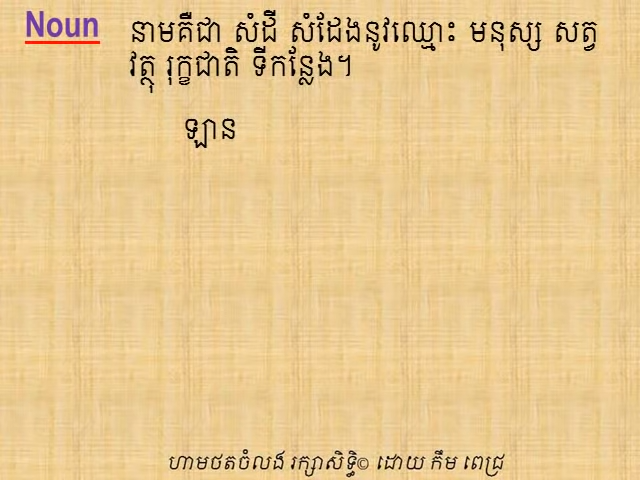 Noun នាមគឺជា សំដី សំដែងនូវឈ្មោះ មនុស្ស សត្វ
វត្ថុ រុក្ខជាតិ ទីកន្លែង។
ឡាន
ហាមថតចំលង រក្សាសិទ្ធិ© ដោយ កឹម ពេជ្រ